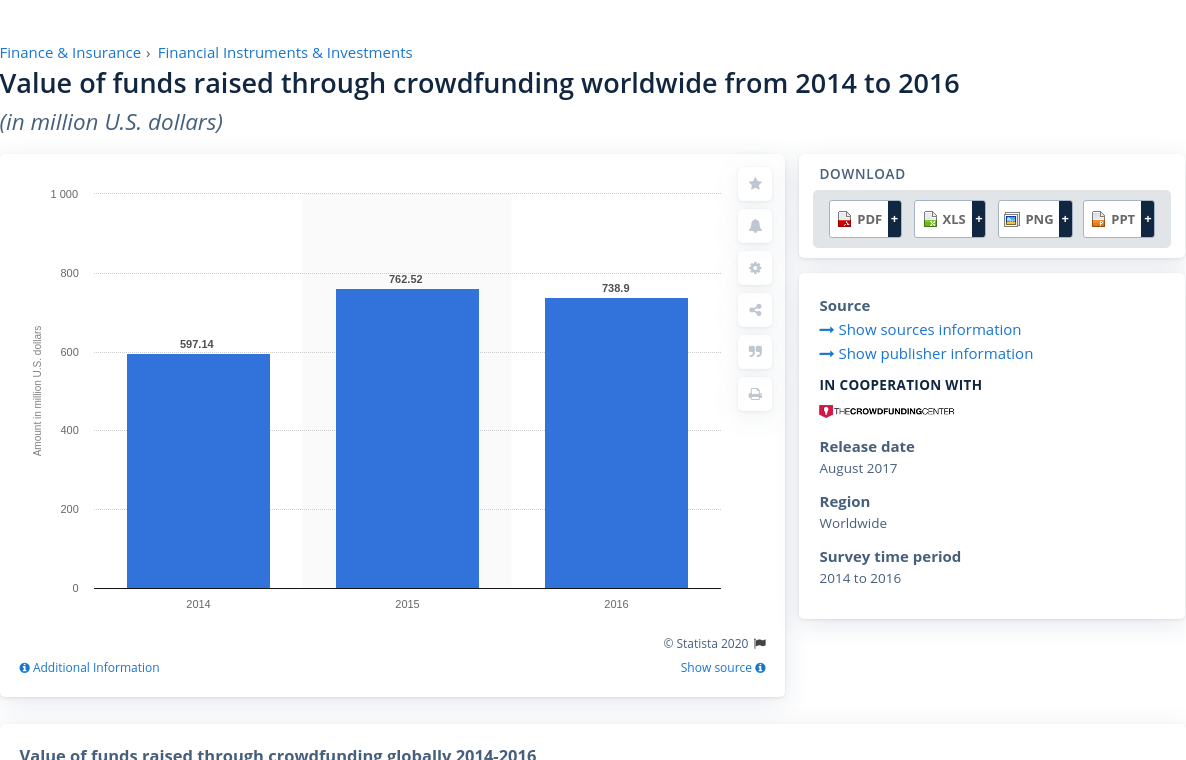 Finance & Insurance › Financial Instruments & Investments
Value of funds raised through crowdfunding worldwide from 2014 to 2016
(in million U.S. dollars)
Amount in million U.S. dollars
1 000
800
600
400
200
0
597.14
762.52
738.9
2014
2015
2016
© Statista 2020
Additional Information
Show source
DOWNLOAD
PDF +
XLS +
PNG +
PPT +
Source
Show sources information
Show publisher information
IN COOPERATION WITH
THECROWDFUNDINGCENTER
Release date
August 2017
Region
Worldwide
Survey time period
2014 to 2016
Value of funds raised through crowdfunding globally 2014-2016